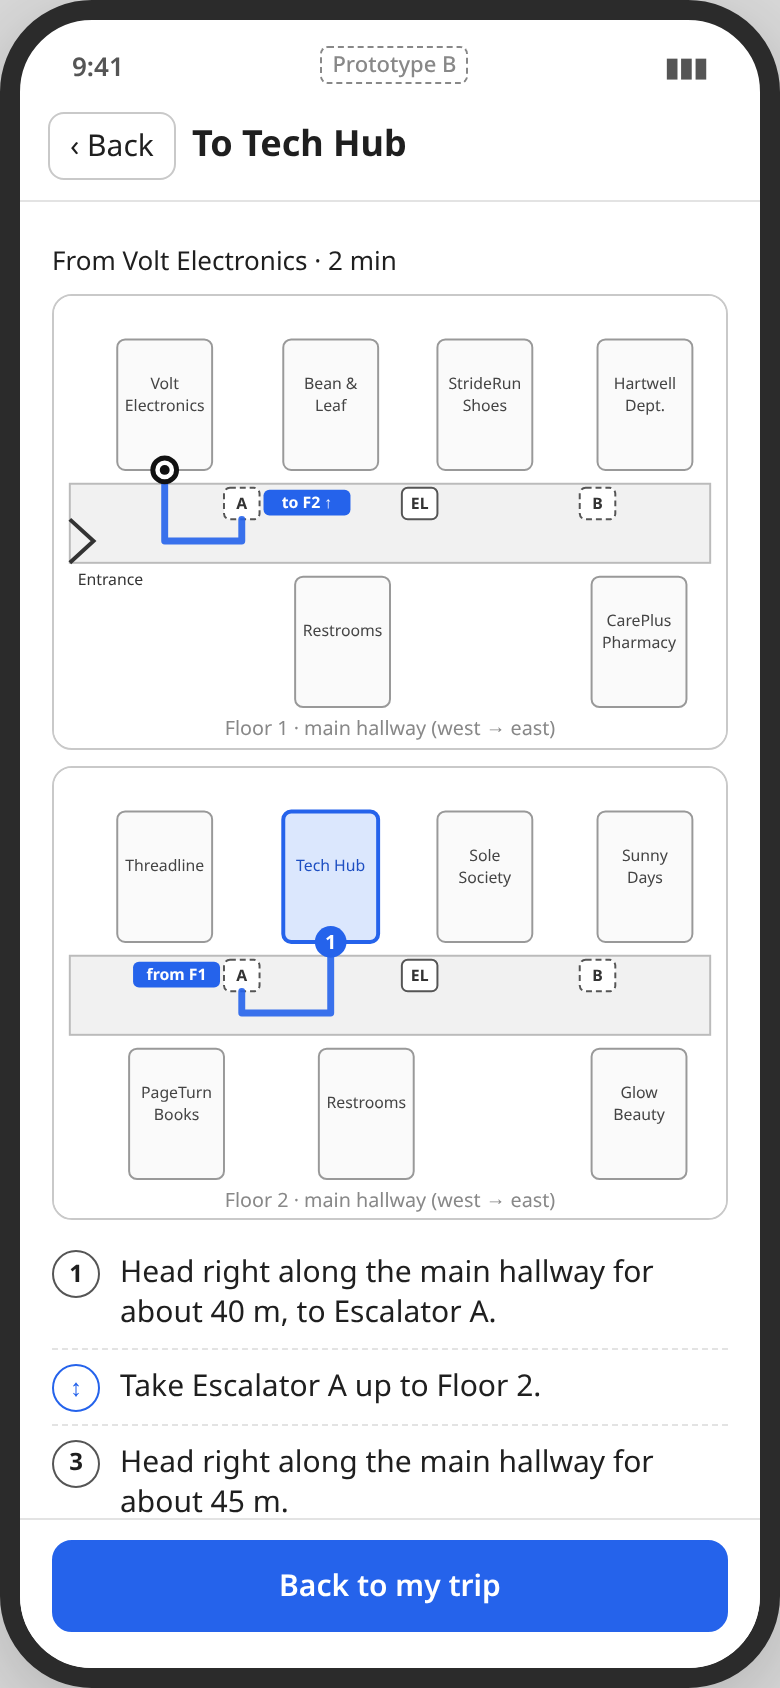 9:41
Prototype B
‹ Back
To Tech Hub
From Volt Electronics · 2 min
Volt
Electronics
Bean &
Leaf
StrideRun
Shoes
Hartwell
Dept.
A
to F2 ↑
EL
B
Entrance
Restrooms
CarePlus
Pharmacy
Floor 1 · main hallway (west → east)
Threadline
Tech Hub
Sole
Society
Sunny
Days
1
from F1
A
EL
B
PageTurn
Books
Restrooms
Glow
Beauty
Floor 2 · main hallway (west → east)
1
Head right along the main hallway for
about 40 m, to Escalator A.
↕
Take Escalator A up to Floor 2.
3
Head right along the main hallway for
about 45 m.
Back to my trip